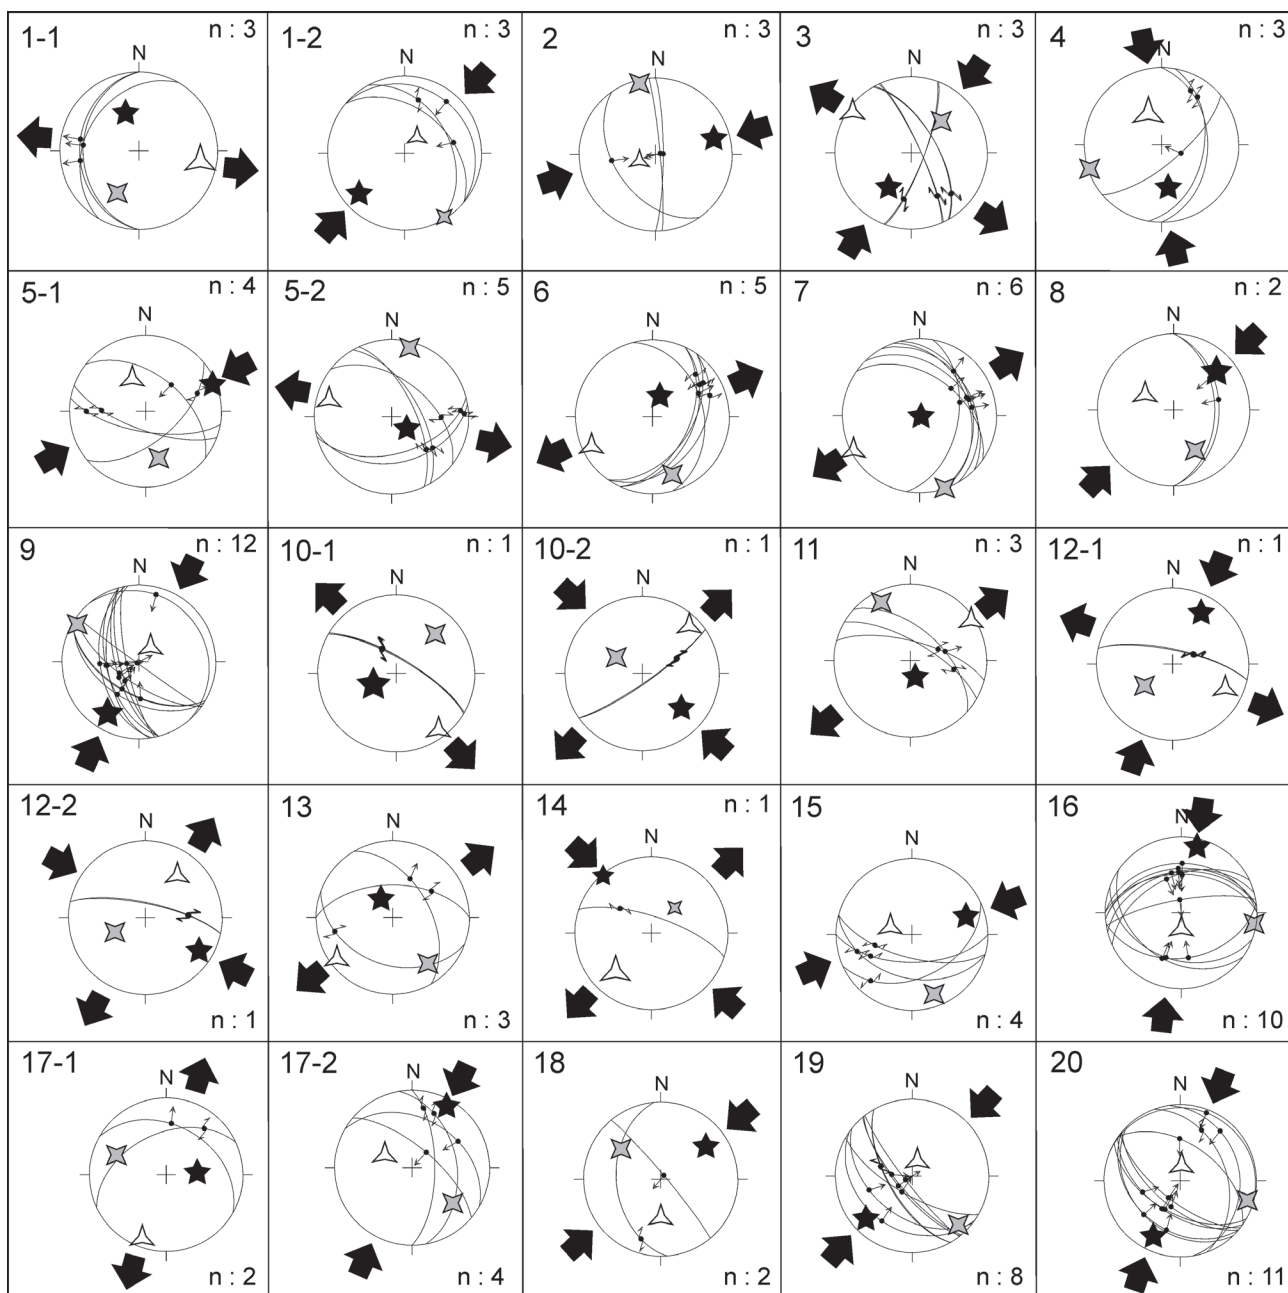 1-1 n : 3
N
1-2 n : 3
N
2 n : 3
N
3 n : 3
N
4 n : 3
N
5-1 n : 4
N
5-2 n : 5
N
6 n : 5
N
7 n : 6
N
8 n : 2
N
9 n : 12
N
10-1 n : 1
N
10-2 n : 1
N
11 n : 3
N
12-1 n : 1
N
12-2
N
n : 1
13
N
n : 3
14 n : 1
N
15
N
n : 4
16
N
n : 10
17-1
N
n : 2
17-2
N
n : 4
18
N
n : 2
19
N
n : 8
20
N
n : 11